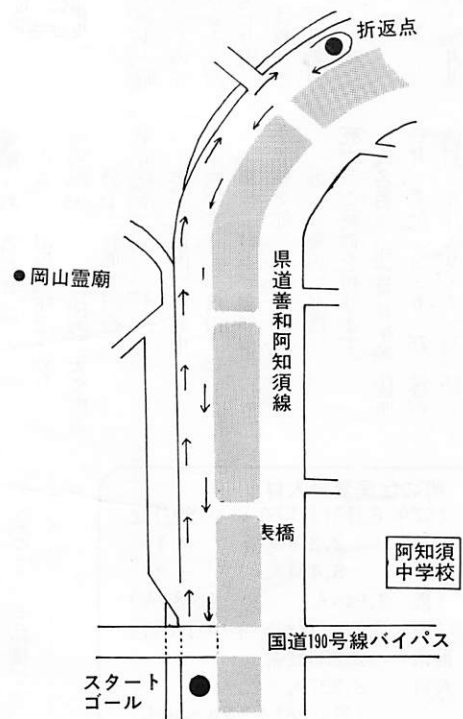 折返点
岡山霊廟
県道善和阿知須線
表橋
阿知須
中学校
国道190号線バイパス
スタート
ゴール